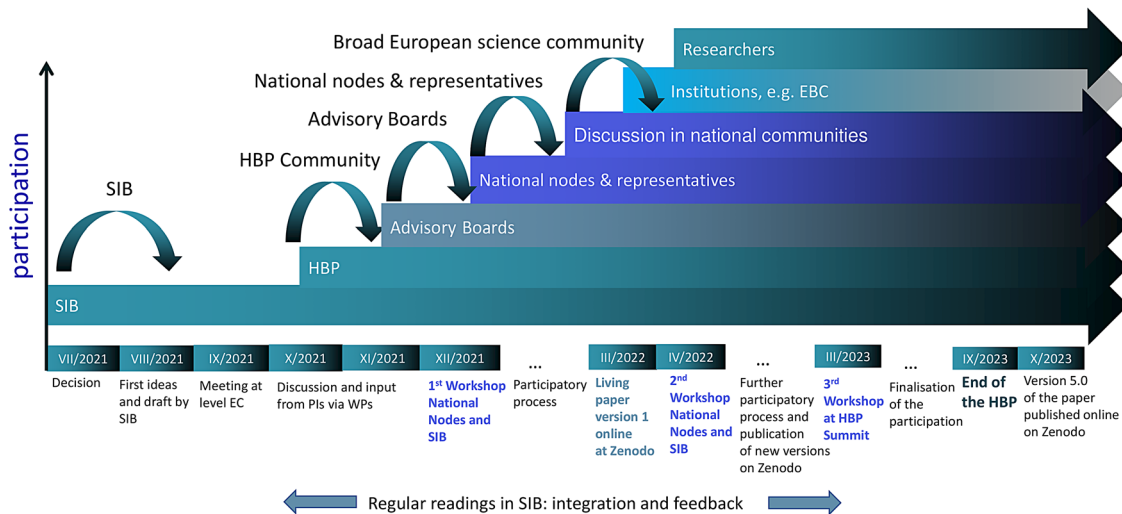 Broad European science community
Researchers
National nodes & representatives
Institutions, e.g. EBC
Advisory Boards
Discussion in national communities
HBP Community
National nodes & representatives
SIB
Advisory Boards
HBP
SIB
participation
VII/2021
VIII/2021
IX/2021
X/2021
XI/2021
XII/2021
...
III/2022
IV/2022
...
III/2023
...
IX/2023
X/2023
Decision
First ideas
and draft by
SIB
Meeting at
level EC
Discussion and input
from PIs via WPs
1st Workshop
National
Nodes and
SIB
Participatory
process
Living
paper
version 1
online
at Zenodo
2nd
Workshop
National
Nodes and
SIB
Further
participatory
process and
publication
of new versions
on Zenodo
3rd
Workshop
at HBP
Summit
Finalisation
of the
participation
End of
the HBP
Version 5.0
of the paper
published online
on Zenodo
Regular readings in SIB: integration and feedback